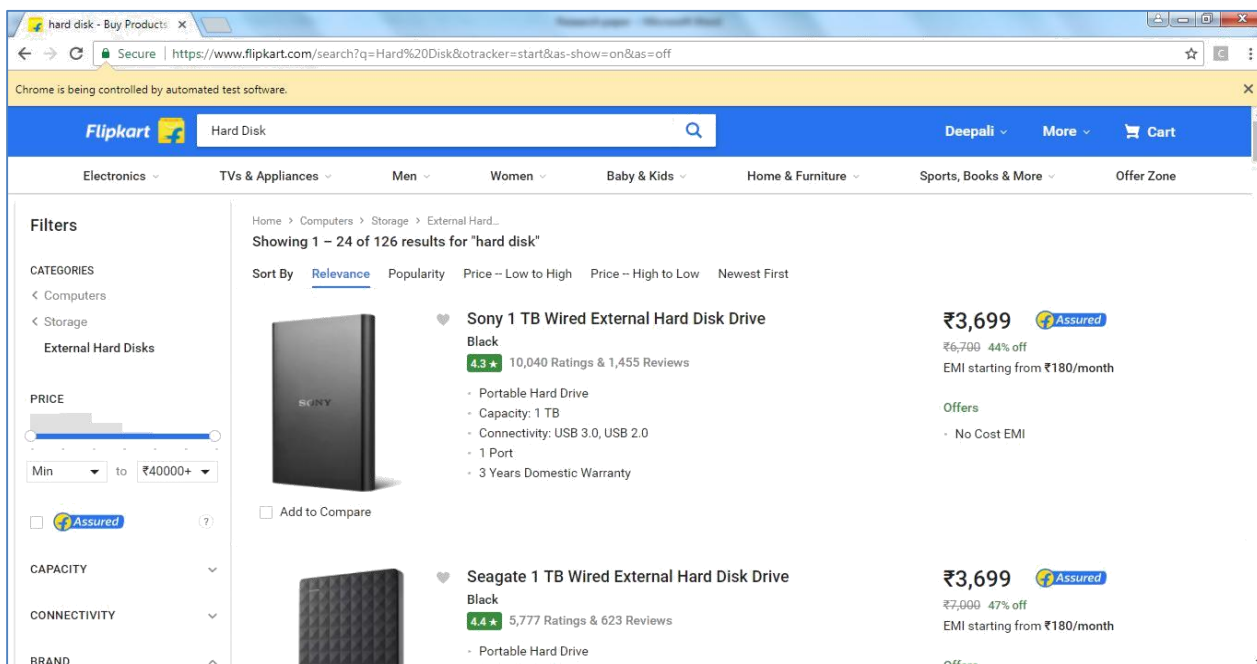 hard disk - Buy Products
Research paper - Microsoft Word
Secure | https://www.flipkart.com/search?q=Hard%20Disk&otracker=start&as-show=on&as=off
C
Chrome is being controlled by automated test software.
Flipkart
Hard Disk
Deepali
More
Cart
Electronics
TVs & Appliances
Men
Women
Baby & Kids
Home & Furniture
Sports, Books & More
Offer Zone
Filters
CATEGORIES
< Computers
< Storage
External Hard Disks
PRICE
Min to ₹40000+
Assured ?
CAPACITY
CONNECTIVITY
BRAND
Home > Computers > Storage > External Hard...
Showing 1 – 24 of 126 results for "hard disk"
Sort By Relevance Popularity Price -- Low to High Price -- High to Low Newest First
SONY
Add to Compare
Sony 1 TB Wired External Hard Disk Drive
Black
4.3 ★ 10,040 Ratings & 1,455 Reviews
Portable Hard Drive
Capacity: 1 TB
Connectivity: USB 3.0, USB 2.0
1 Port
3 Years Domestic Warranty
₹3,699 Assured
₹6,700 44% off
EMI starting from ₹180/month
Offers
No Cost EMI
Seagate 1 TB Wired External Hard Disk Drive
Black
4.4 ★ 5,777 Ratings & 623 Reviews
Portable Hard Drive
₹3,699 Assured
₹7,000 47% off
EMI starting from ₹180/month
Offers